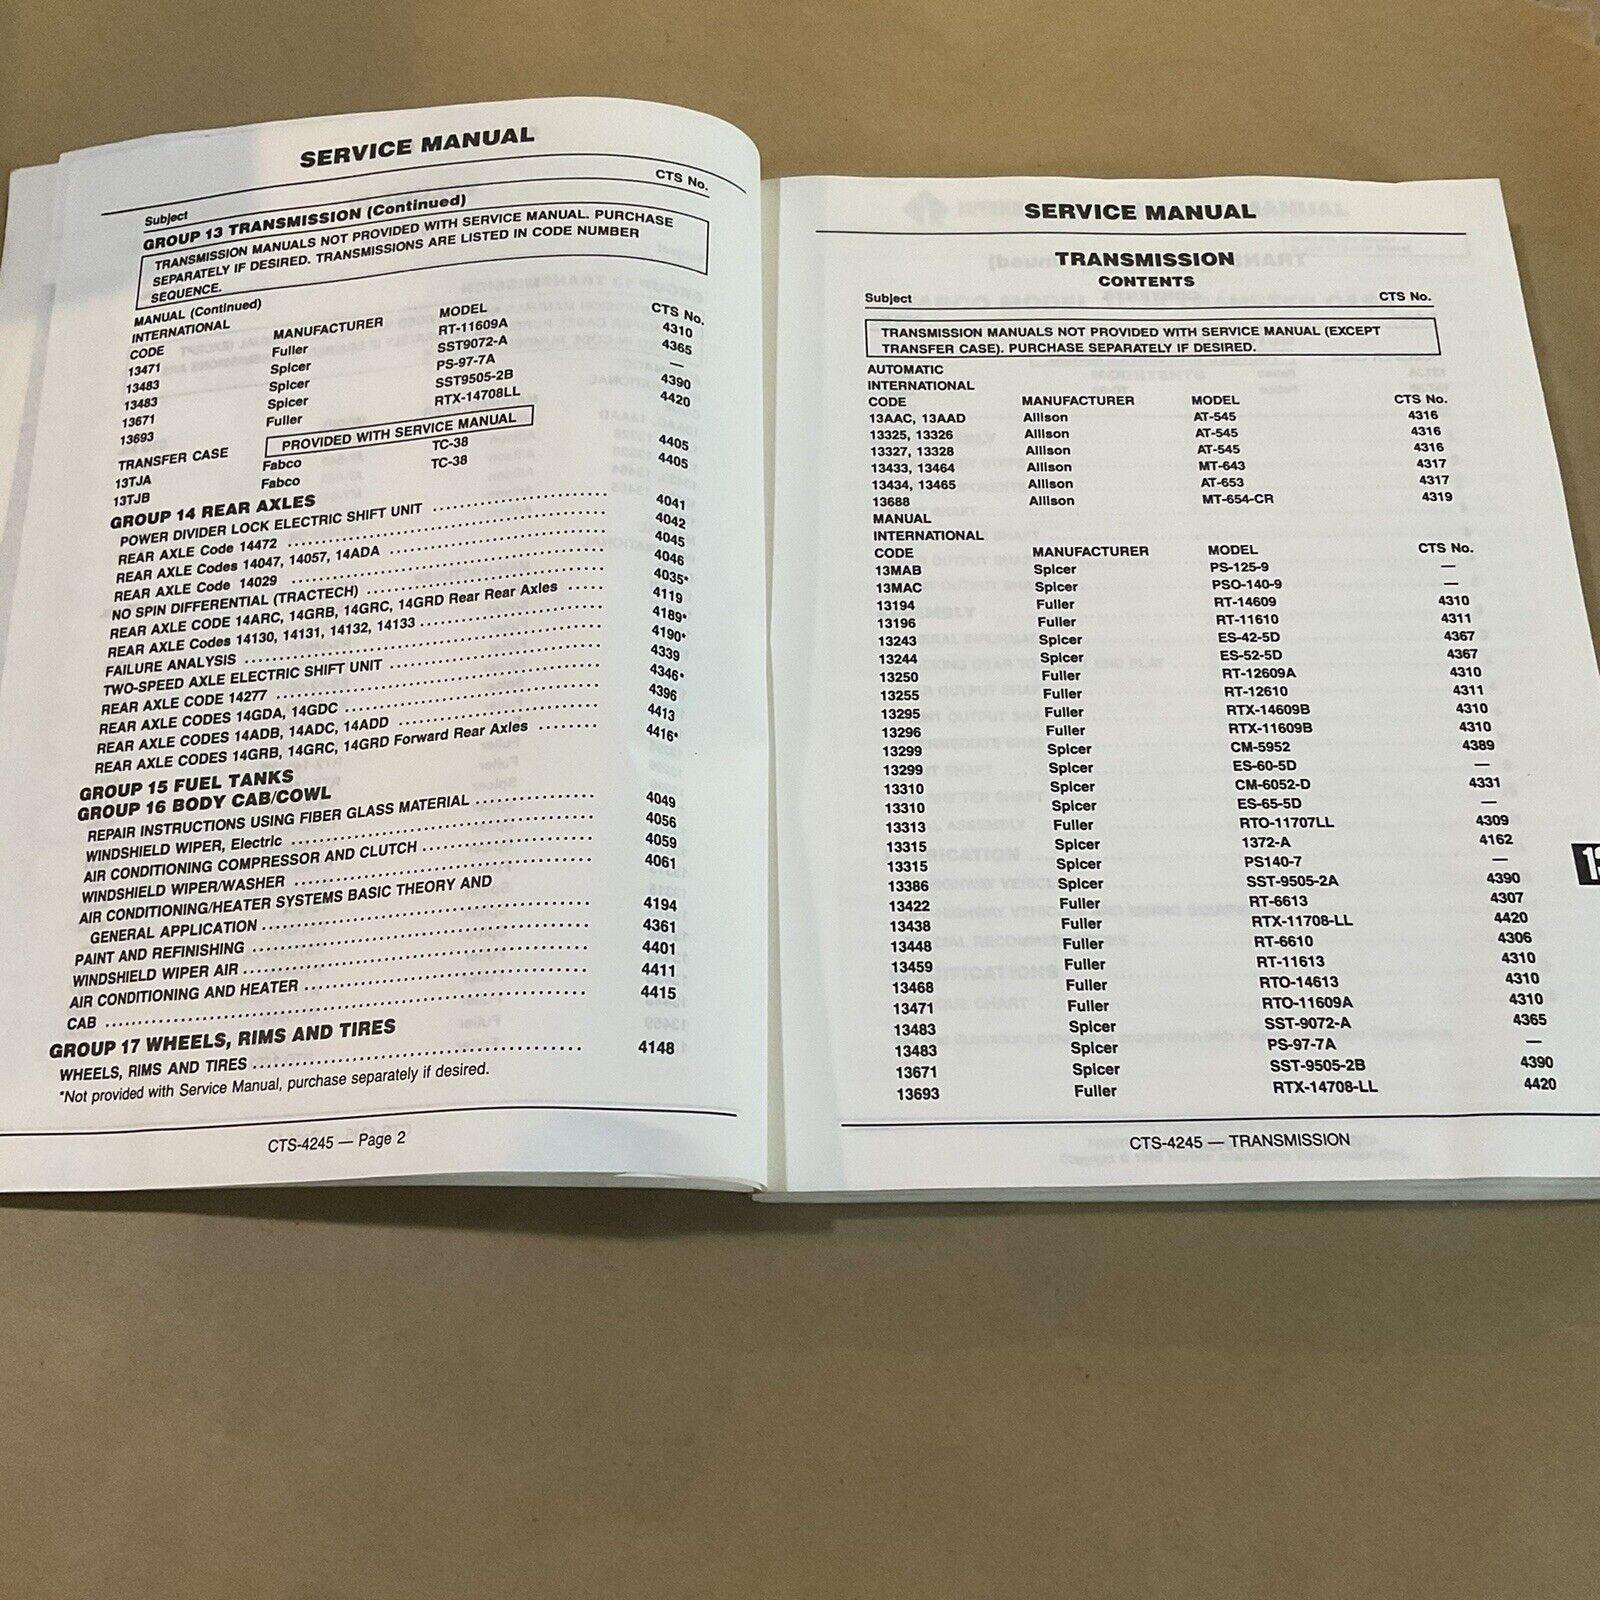 SERVICE MANUAL
Subject CTS No.
GROUP 13 TRANSMISSION (Continued)
TRANSMISSION MANUALS NOT PROVIDED WITH SERVICE MANUAL. PURCHASE
SEPARATELY IF DESIRED. TRANSMISSIONS ARE LISTED IN CODE NUMBER
SEQUENCE.
MANUAL (Continued)
INTERNATIONAL
CODE MANUFACTURER MODEL CTS No.
13471 Fuller RT-11609A 4310
13483 Spicer SST9072-A 4365
13483 Spicer PS-97-7A —
13671 Spicer SST9505-2B 4390
13693 Fuller RTX-14708LL 4420
TRANSFER CASE PROVIDED WITH SERVICE MANUAL
13TJA Fabco TC-38 4405
13TJB Fabco TC-38 4405
GROUP 14 REAR AXLES
POWER DIVIDER LOCK ELECTRIC SHIFT UNIT .......... 4041
REAR AXLE Code 14472 .......... 4042
REAR AXLE Codes 14047, 14057, 14ADA .......... 4045
REAR AXLE Code 14029 .......... 4046
NO SPIN DIFFERENTIAL (TRACTECH) .......... 4035*
REAR AXLE CODE 14ARC, 14GRB, 14GRC, 14GRD Rear Rear Axles ..... 4119
REAR AXLE Codes 14130, 14131, 14132, 14133 .......... 4189*
FAILURE ANALYSIS .......... 4190*
TWO-SPEED AXLE ELECTRIC SHIFT UNIT .......... 4339
REAR AXLE CODE 14277 .......... 4346*
REAR AXLE CODES 14GDA, 14GDC .......... 4396
REAR AXLE CODES 14ADB, 14ADC, 14ADD .......... 4413
REAR AXLE CODES 14GRB, 14GRC, 14GRD Forward Rear Axles .......... 4416*
GROUP 15 FUEL TANKS
GROUP 16 BODY CAB/COWL
REPAIR INSTRUCTIONS USING FIBER GLASS MATERIAL .......... 4049
WINDSHIELD WIPER, Electric .......... 4056
AIR CONDITIONING COMPRESSOR AND CLUTCH .......... 4059
WINDSHIELD WIPER/WASHER .......... 4061
AIR CONDITIONING/HEATER SYSTEMS BASIC THEORY AND
GENERAL APPLICATION .......... 4194
PAINT AND REFINISHING .......... 4361
WINDSHIELD WIPER AIR .......... 4401
AIR CONDITIONING AND HEATER .......... 4411
CAB .......... 4415
GROUP 17 WHEELS, RIMS AND TIRES
WHEELS, RIMS AND TIRES .......... 4148
*Not provided with Service Manual, purchase separately if desired.
CTS-4245 — Page 2
SERVICE MANUAL
TRANSMISSION
CONTENTS
Subject CTS No.
TRANSMISSION MANUALS NOT PROVIDED WITH SERVICE MANUAL (EXCEPT
TRANSFER CASE). PURCHASE SEPARATELY IF DESIRED.
AUTOMATIC
INTERNATIONAL
CODE MANUFACTURER MODEL CTS No.
13AAC, 13AAD Allison AT-545 4316
13325, 13326 Allison AT-545 4316
13327, 13328 Allison AT-545 4316
13433, 13464 Allison MT-643 4317
13434, 13465 Allison AT-653 4317
13688 Allison MT-654-CR 4319
MANUAL
INTERNATIONAL
CODE MANUFACTURER MODEL CTS No.
13MAB Spicer PS-125-9 —
13MAC Spicer PSO-140-9 —
13194 Fuller RT-14609 4310
13196 Fuller RT-11610 4311
13243 Spicer ES-42-5D 4367
13244 Spicer ES-52-5D 4367
13250 Fuller RT-12609A 4310
13255 Fuller RT-12610 4311
13295 Fuller RTX-14609B 4310
13296 Fuller RTX-11609B 4310
13299 Spicer CM-5952 4389
13299 Spicer ES-60-5D —
13310 Spicer CM-6052-D 4331
13310 Spicer ES-65-5D —
13313 Fuller RTO-11707LL 4309
13315 Spicer 1372-A 4162
13315 Spicer PS140-7 —
13386 Spicer SST-9505-2A 4390
13422 Fuller RT-6613 4307
13438 Fuller RTX-11708-LL 4420
13448 Fuller RT-6610 4306
13459 Fuller RT-11613 4310
13468 Fuller RTO-14613 4310
13471 Fuller RTO-11609A 4310
13483 Spicer SST-9072-A 4365
13483 Spicer PS-97-7A —
13671 Spicer SST-9505-2B 4390
13693 Fuller RTX-14708-LL 4420
CTS-4245 — TRANSMISSION